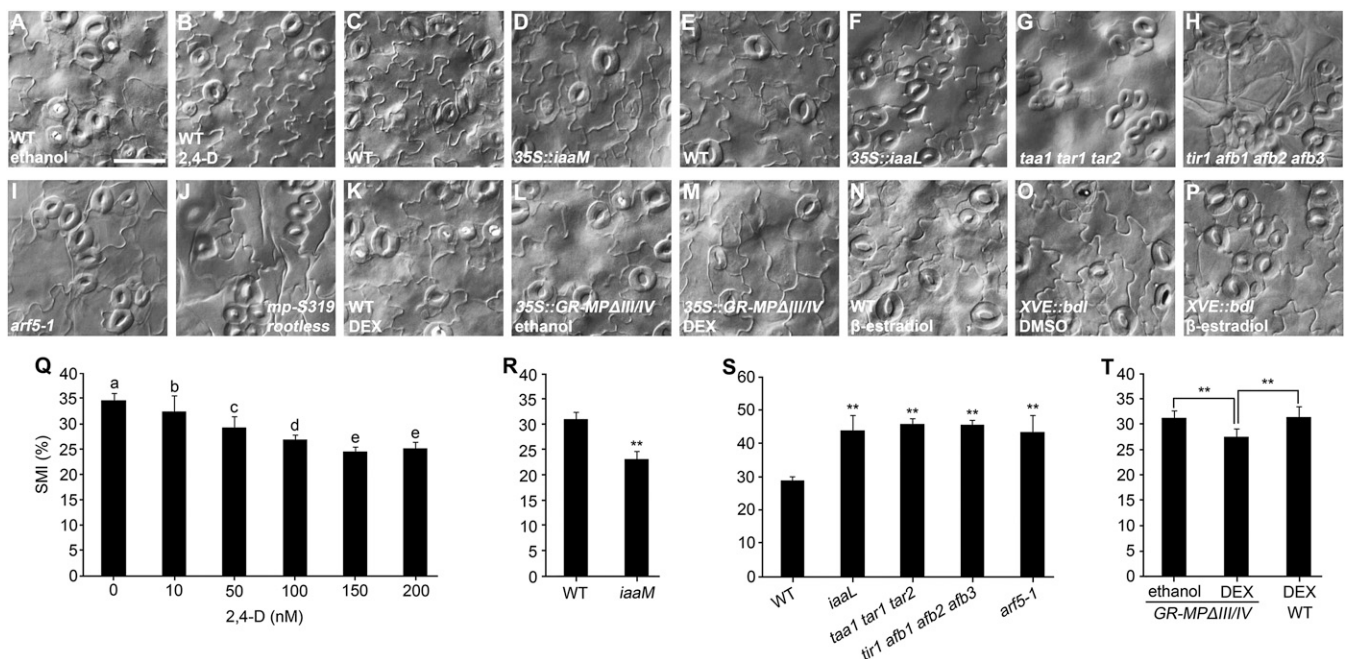 A
WT
ethanol
B
WT
2,4-D
C
WT
D
35S::iaaM
E
WT
F
35S::iaaL
G
taa1 tar1 tar2
H
tir1 afb1 afb2 afb3
I
arf5-1
J
mp-S319
rootless
K
WT
DEX
L
35S::GR-MPΔIII/IV
ethanol
M
35S::GR-MPΔIII/IV
DEX
N
WT
β-estradiol
O
XVE::bdl
DMSO
P
XVE::bdl
β-estradiol
Q
SMI (%)
40
35
30
25
20
15
10
5
0
a
b
c
d
e
e
0 10 50 100 150 200
2,4-D (nM)
R
40
35
30
25
20
15
10
5
0
**
WT iaaM
S
60
50
40
30
20
10
0
** ** ** **
WT
iaaL
taa1 tar1 tar2
tir1 afb1 afb2 afb3
arf5-1
T
40
35
30
25
20
15
10
5
0
** **
ethanol DEX DEX
GR-MPΔIII/IV WT